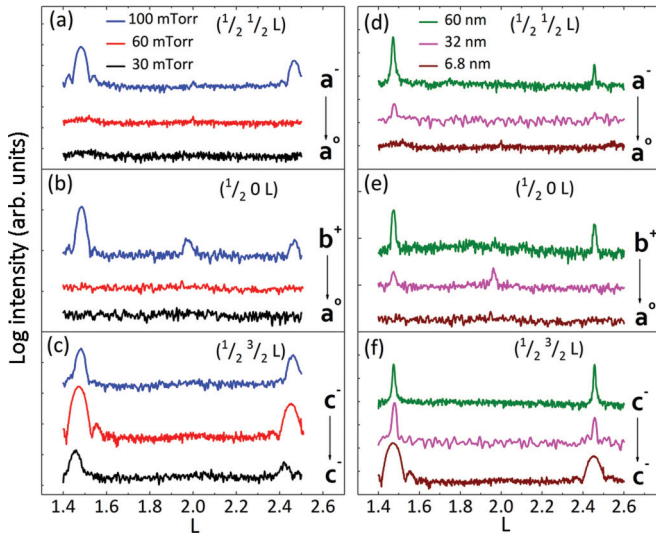 Log intensity (arb. units)
(a)
100 mTorr
60 mTorr
30 mTorr
(1/2 1/2 L)
a-
a°
(b)
(1/2 0 L)
b+
a°
(c)
(1/2 3/2 L)
c-
c-
1.4 1.6 1.8 2.0 2.2 2.4 2.6
L
(d)
60 nm
32 nm
6.8 nm
(1/2 1/2 L)
a-
a°
(e)
(1/2 0 L)
b+
a°
(f)
(1/2 3/2 L)
c-
c-
1.4 1.6 1.8 2.0 2.2 2.4 2.6
L